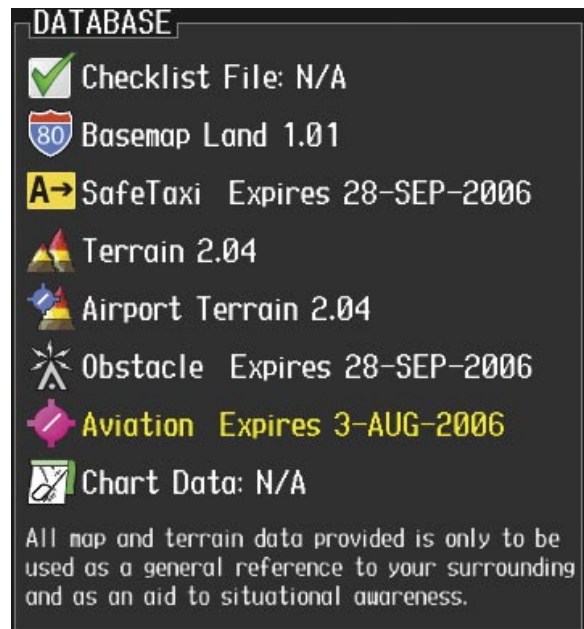 DATABASE
Checklist File: N/A
80 Basemap Land 1.01
A→ SafeTaxi Expires 28-SEP-2006
Terrain 2.04
Airport Terrain 2.04
Obstacle Expires 28-SEP-2006
Aviation Expires 3-AUG-2006
Chart Data: N/A
All map and terrain data provided is only to be
used as a general reference to your surrounding
and as an aid to situational awareness.